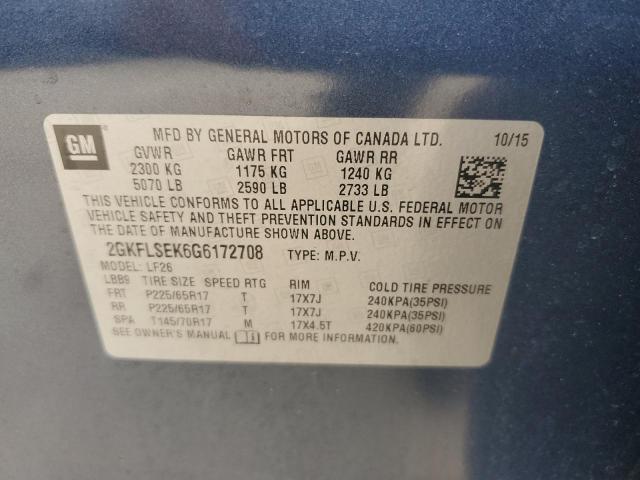 GM
MFD BY GENERAL MOTORS OF CANADA LTD. 10/15
GVWR GAWR FRT GAWR RR
2300 KG 1175 KG 1240 KG
5070 LB 2590 LB 2733 LB
THIS VEHICLE CONFORMS TO ALL APPLICABLE U.S. FEDERAL MOTOR
VEHICLE SAFETY AND THEFT PREVENTION STANDARDS IN EFFECT ON
THE DATE OF MANUFACTURE SHOWN ABOVE.
2GKFLSEK6G6172708 TYPE: M.P.V.
MODEL: LF26
LBB9 TIRE SIZE SPEED RTG RIM COLD TIRE PRESSURE
FRT P225/65R17 T 17X7J 240KPA(35PSI)
RR P225/65R17 T 17X7J 240KPA(35PSI)
SPA T145/70R17 M 17X4.5T 420KPA(60PSI)
SEE OWNER'S MANUAL FOR MORE INFORMATION.